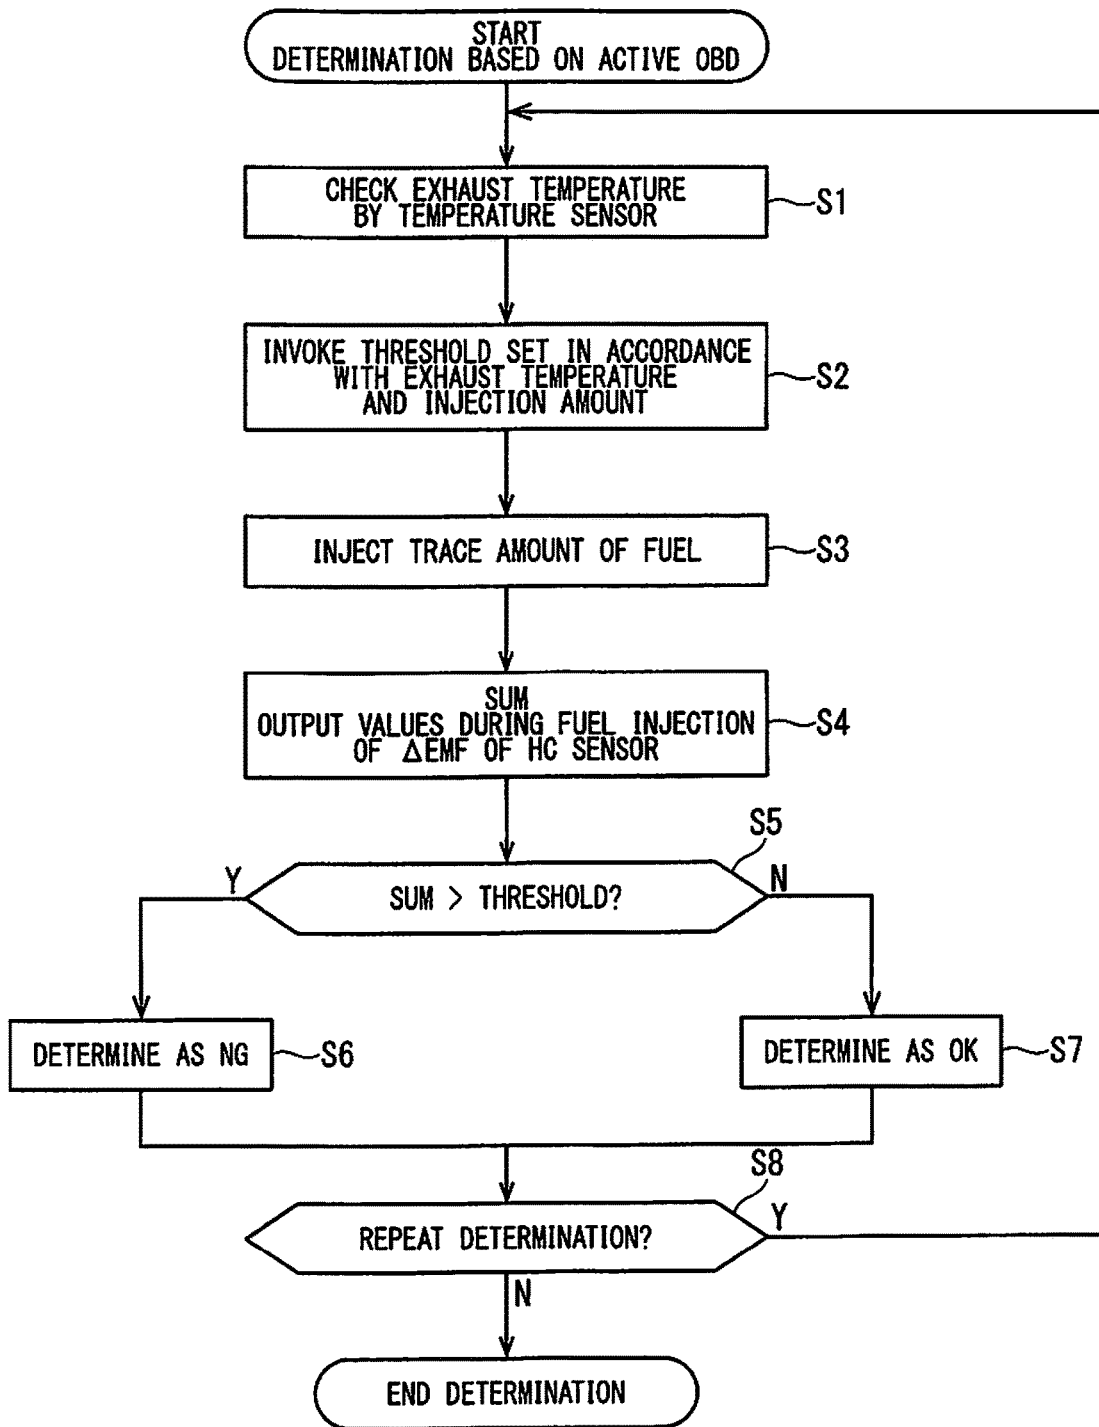 START
DETERMINATION BASED ON ACTIVE OBD
CHECK EXHAUST TEMPERATURE
BY TEMPERATURE SENSOR
S1
INVOKE THRESHOLD SET IN ACCORDANCE
WITH EXHAUST TEMPERATURE
AND INJECTION AMOUNT
S2
INJECT TRACE AMOUNT OF FUEL
S3
SUM
OUTPUT VALUES DURING FUEL INJECTION
OF ΔEMF OF HC SENSOR
S4
S5
Y
SUM > THRESHOLD?
N
DETERMINE AS NG
S6
DETERMINE AS OK
S7
S8
REPEAT DETERMINATION?
Y
N
END DETERMINATION